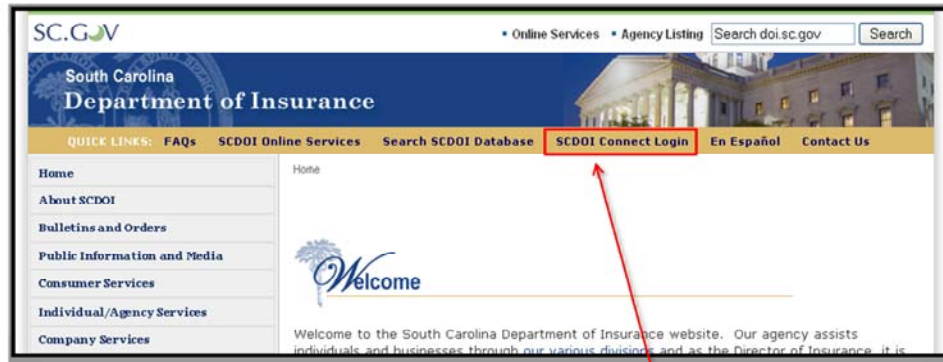 SC.GOV
▪ Online Services ▪ Agency Listing Search doi.sc.gov Search
South Carolina
Department of Insurance
QUICK LINKS: FAQs SCDOI Online Services Search SCDOI Database SCDOI Connect Login En Español Contact Us
Home
About SCDOI
Bulletins and Orders
Public Information and Media
Consumer Services
Individual/Agency Services
Company Services
Home
Welcome
Welcome to the South Carolina Department of Insurance website. Our agency assists
individuals and businesses through our various divisions and as the Director of Insurance, it is